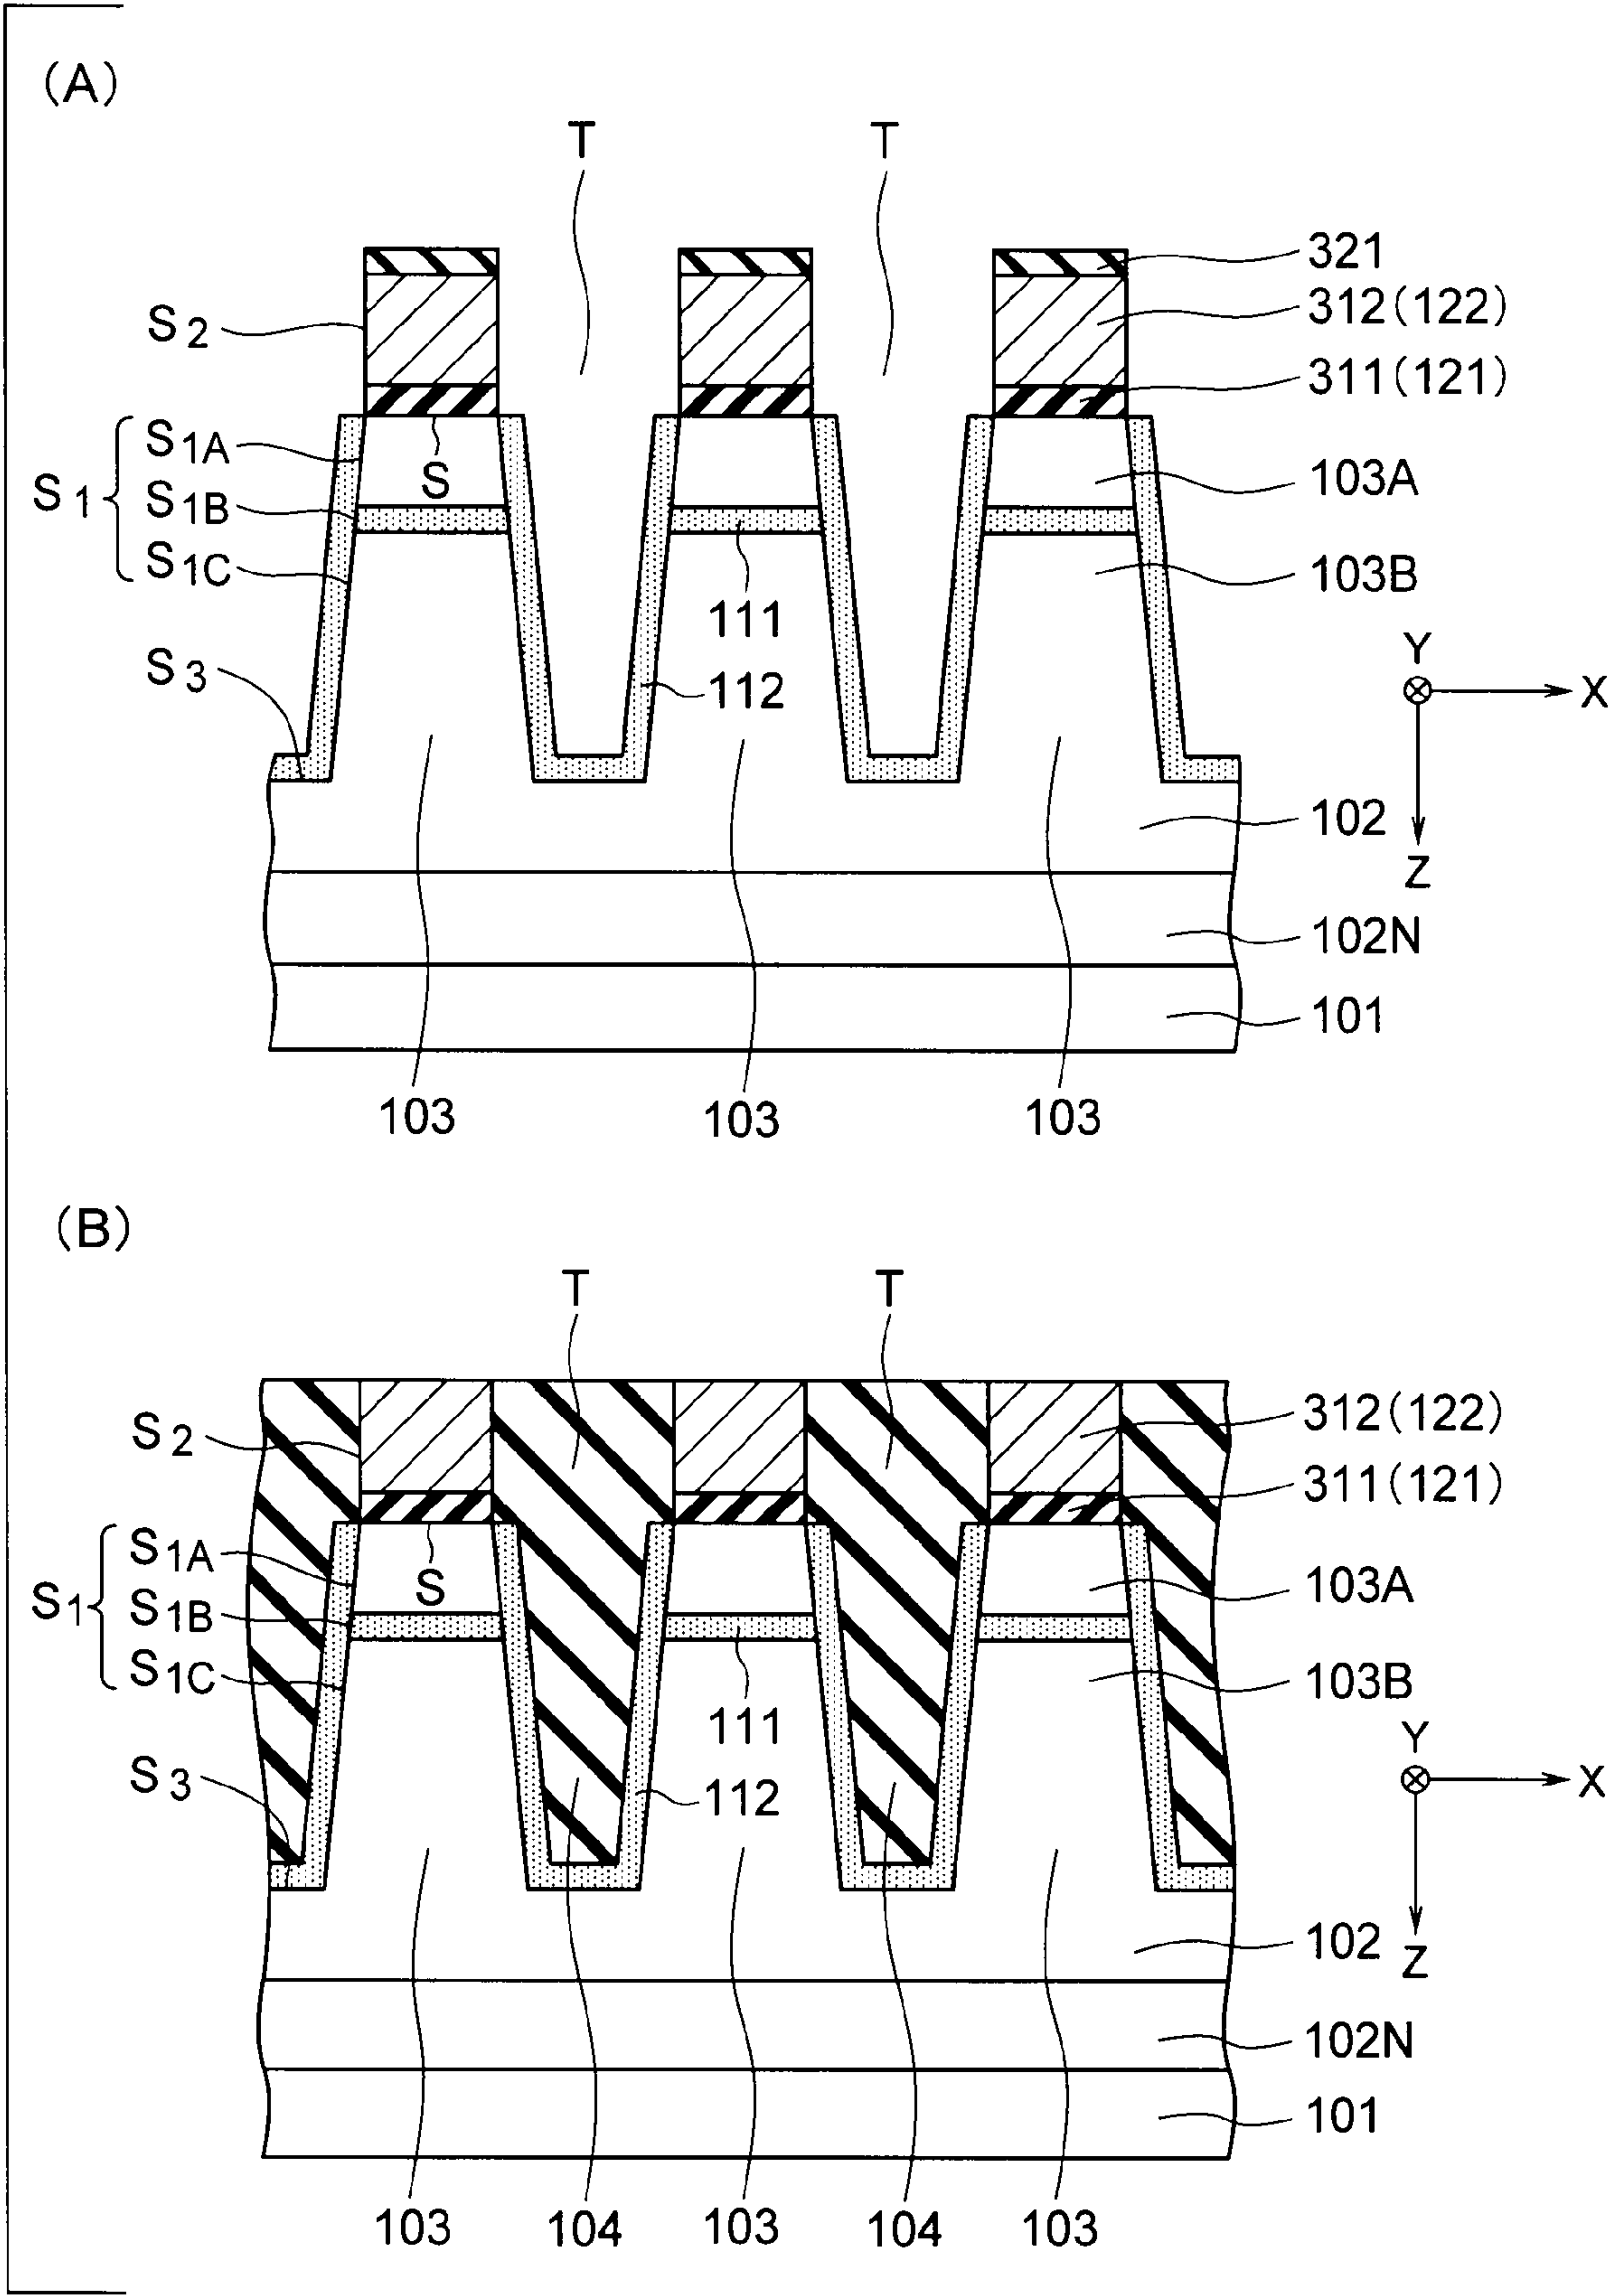 (A)
T T
321
S2 312(122)
311(121)
S1A
S1 S1B S 103A
S1C 103B
111
S3 112
Y
X
102
Z
102N
101
103 103 103
(B)
T T
S2 312(122)
311(121)
S1A
S1 S1B S 103A
S1C 103B
111
S3 112
Y
X
102
Z
102N
101
103 104 103 104 103